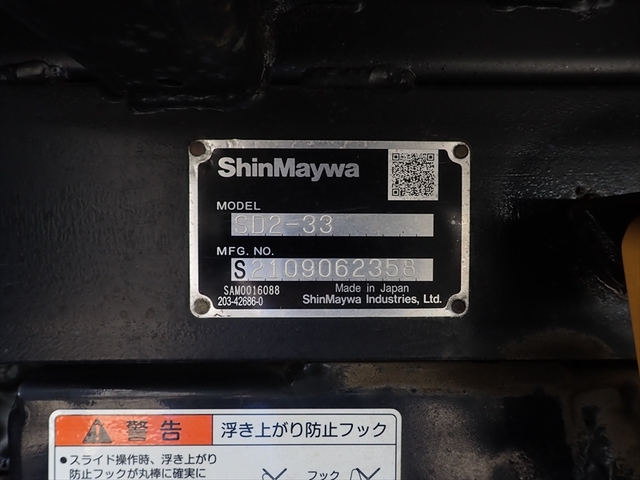 ShinMaywa
MODEL
CD2-33
MFG. NO.
S2109062358
SAM0016088
Made in Japan
203-42686-0
ShinMaywa Industries, Ltd.
警告
浮き上がり防止フック
●スライド操作時、浮き上がり
防止フックが丸棒に確実に
フック